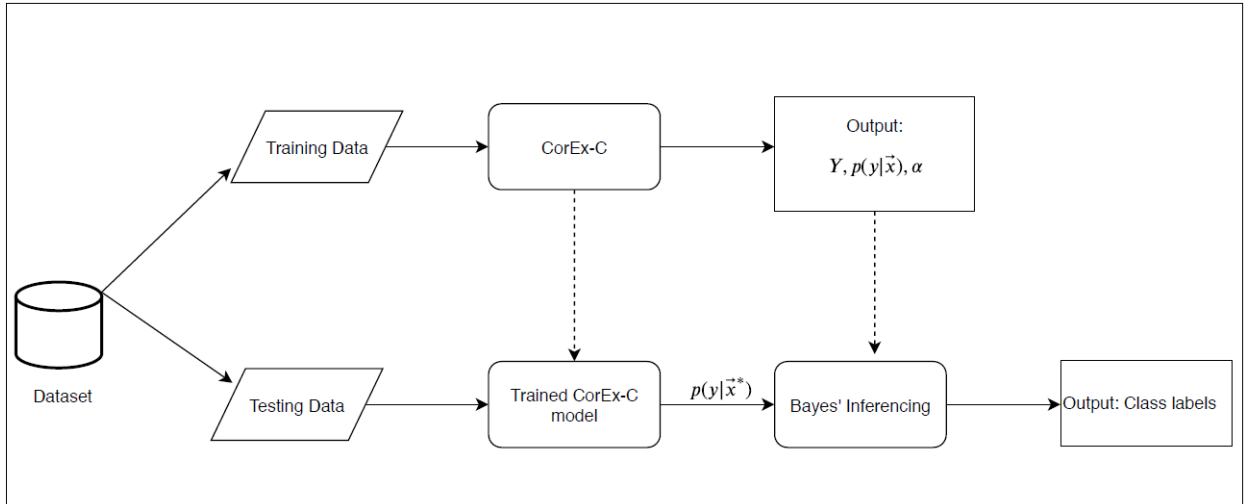 Training Data
CorEx-C
Output:
Y, p(y|x⃗), α
Dataset
Testing Data
Trained CorEx-C
model
p(y|x⃗*)
Bayes' Inferencing
Output: Class labels